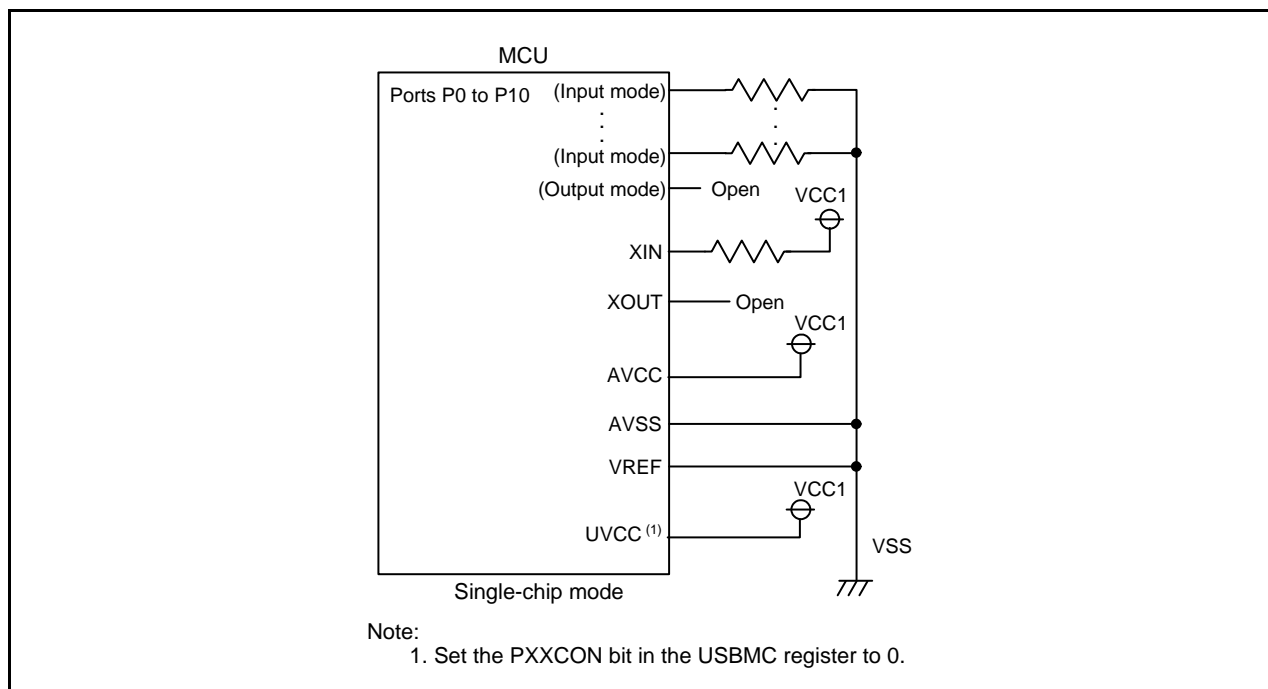 MCU
Ports P0 to P10 (Input mode)
(Input mode)
(Output mode) Open
VCC1
XIN
XOUT Open
VCC1
AVCC
AVSS
VREF
VCC1
UVCC (1)
VSS
Single-chip mode
Note:
1. Set the PXXCON bit in the USBMC register to 0.